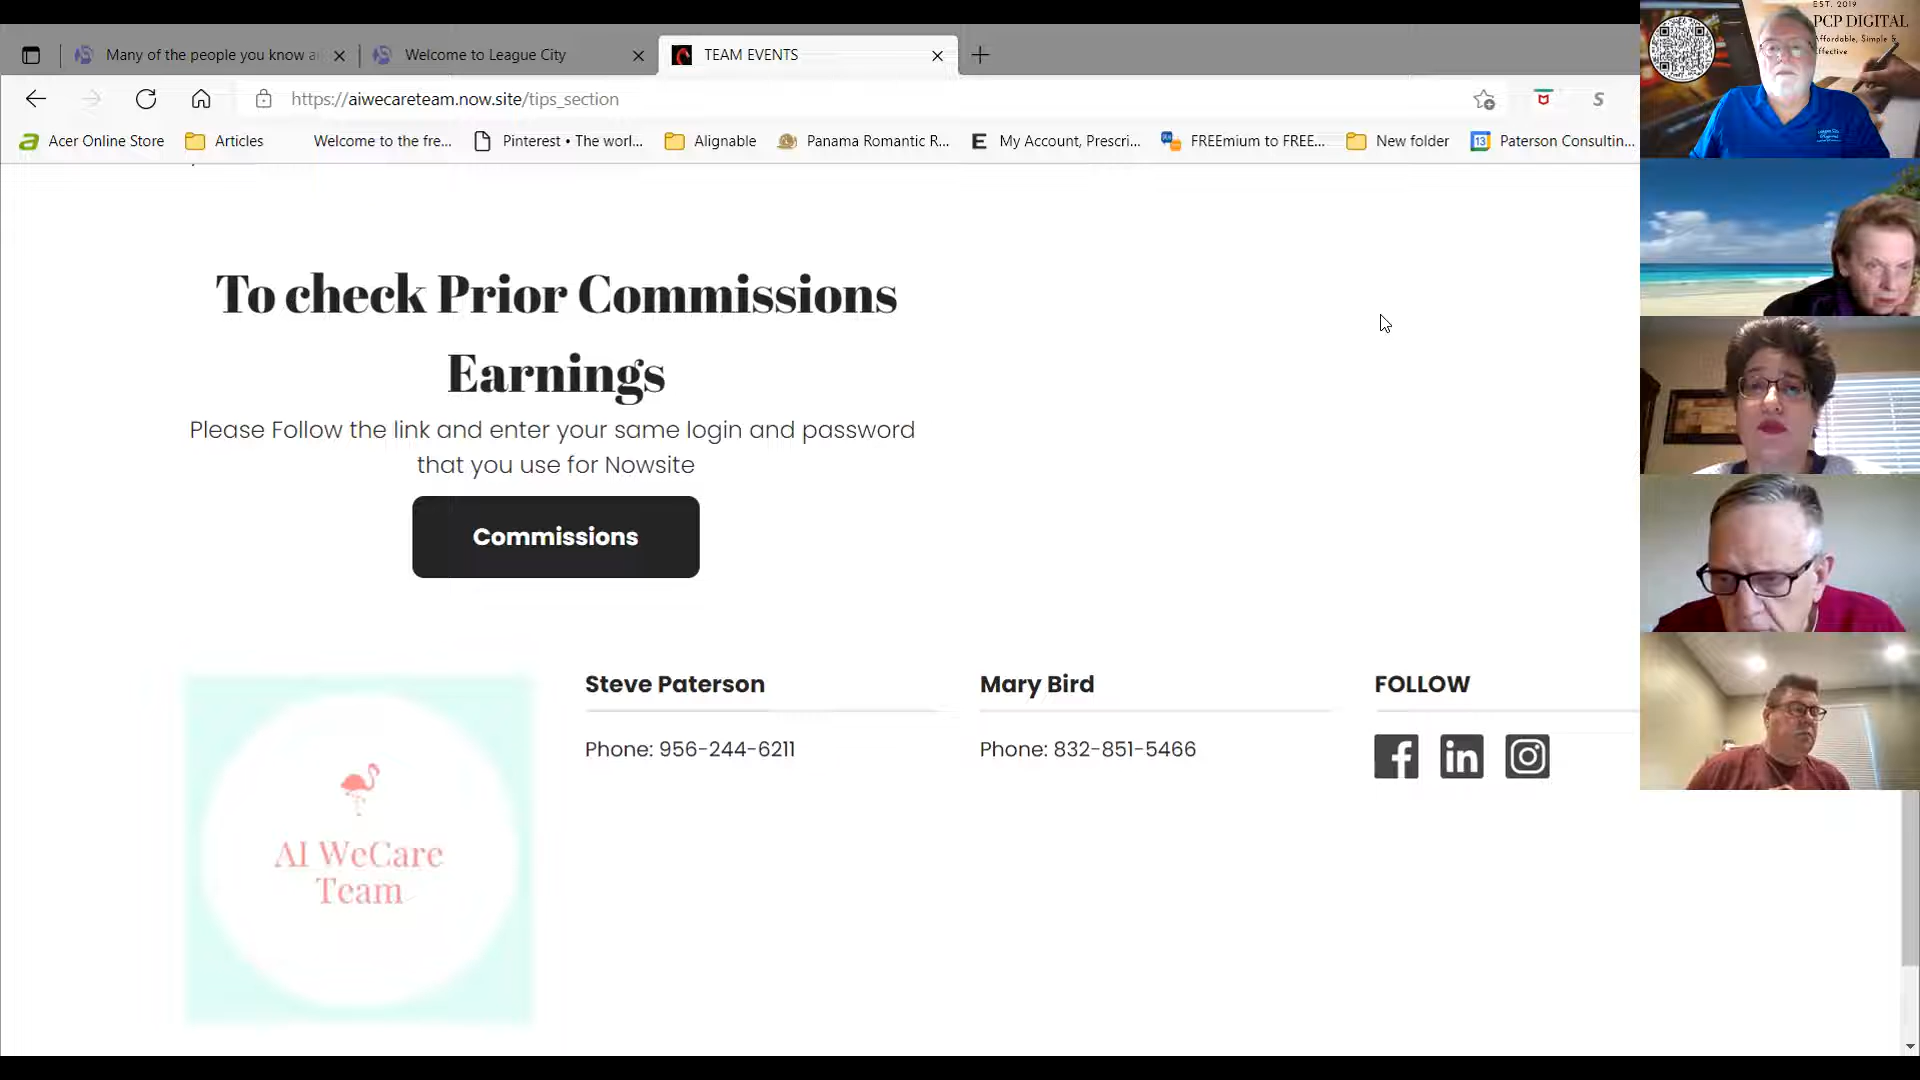 Many of the people you know a
Welcome to League City
TEAM EVENTS
https://aiwecareteam.now.site/tips_section
Acer Online Store
Articles
Welcome to the fre...
Pinterest • The worl...
Alignable
Panama Romantic R...
My Account, Prescri...
FREEmium to FREE...
New folder
13
Paterson Consultin...
EST. 2019
PCP DIGITAL
Affordable, Simple &
Effective
To check Prior Commissions
Earnings
Please Follow the link and enter your same login and password
that you use for Nowsite
Commissions
AI WeCare
Team
Steve Paterson
Phone: 956-244-6211
Mary Bird
Phone: 832-851-5466
FOLLOW